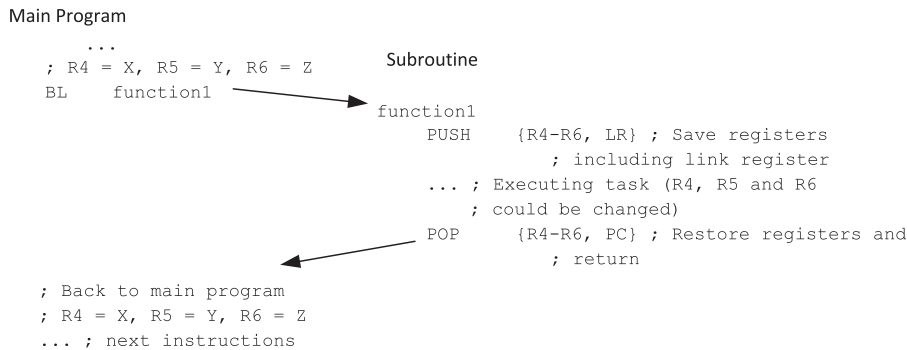 Main Program
...
; R4 = X, R5 = Y, R6 = Z
Subroutine
BL function1
function1
PUSH {R4-R6, LR} ; Save registers
; including link register
... ; Executing task (R4, R5 and R6
; could be changed)
POP {R4-R6, PC} ; Restore registers and
; return
; Back to main program
; R4 = X, R5 = Y, R6 = Z
... ; next instructions